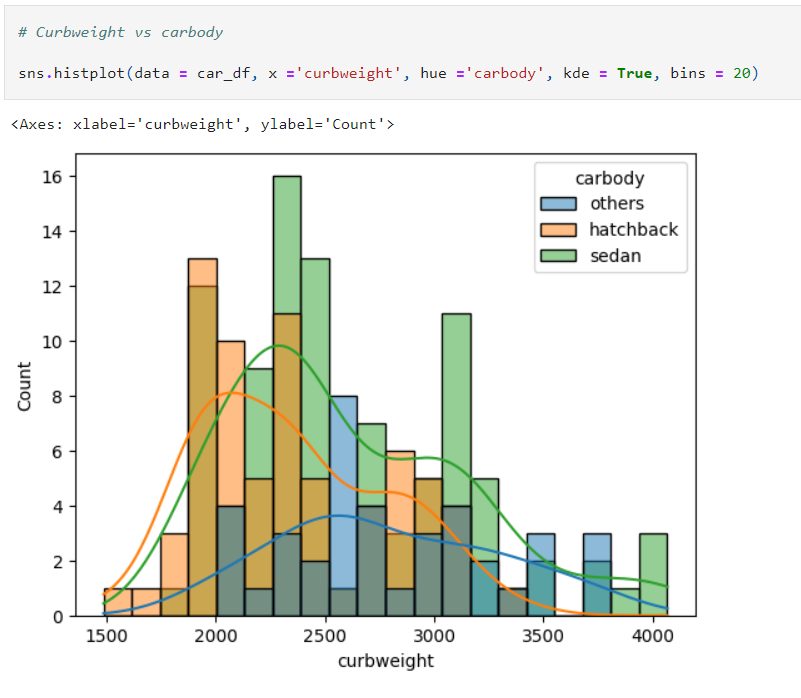 # Curbweight vs carbody
sns.histplot(data = car_df, x ='curbweight', hue ='carbody', kde = True, bins = 20)
<Axes: xlabel='curbweight', ylabel='Count'>
carbody
others
hatchback
sedan
16
14
12
10
8
6
4
2
0
Count
1500 2000 2500 3000 3500 4000
curbweight